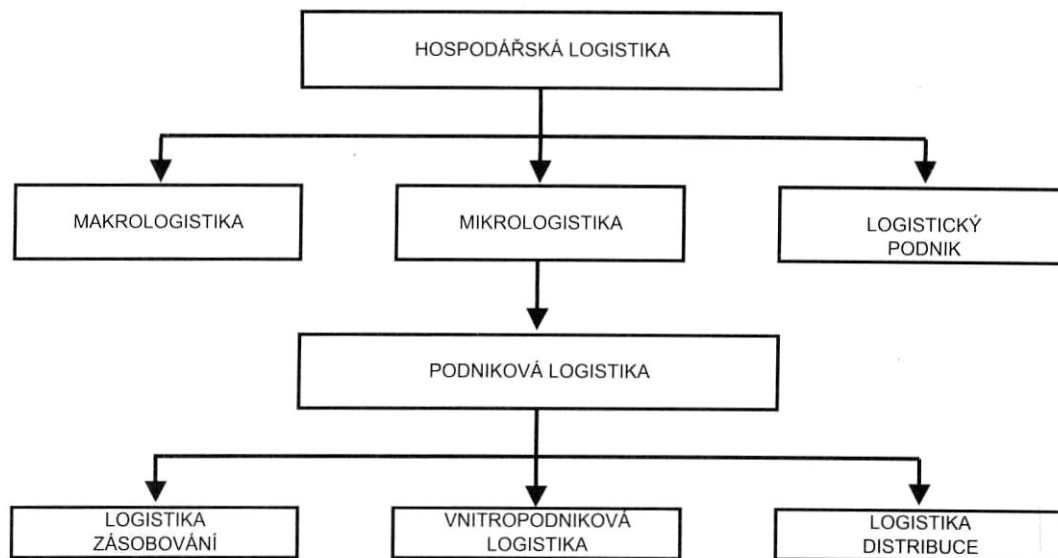 HOSPODÁŘSKÁ LOGISTIKA
MAKROLOGISTIKA
MIKROLOGISTIKA
LOGISTICKÝ
PODNIK
PODNIKOVÁ LOGISTIKA
LOGISTIKA
ZÁSOBOVÁNÍ
VNITROPODNIKOVÁ
LOGISTIKA
LOGISTIKA
DISTRIBUCE